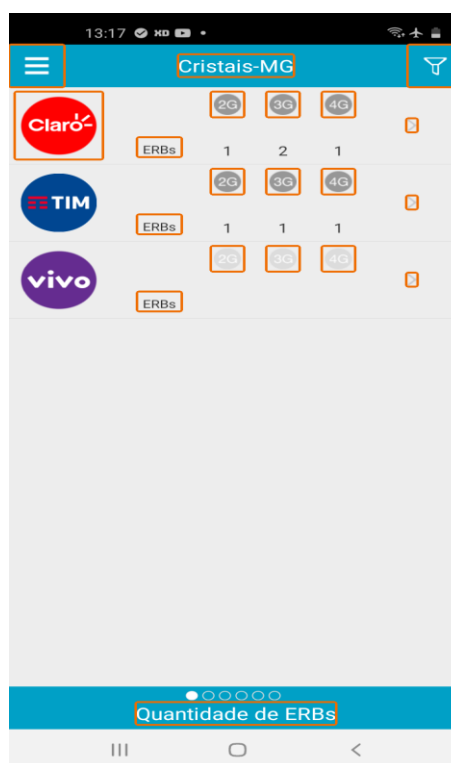 13:17 XD
Cristais-MG
Claro 2G 3G 4G
ERBs 1 2 1
TIM 2G 3G 4G
ERBs 1 1 1
vivo 2G 3G 4G
ERBs
Quantidade de ERBs